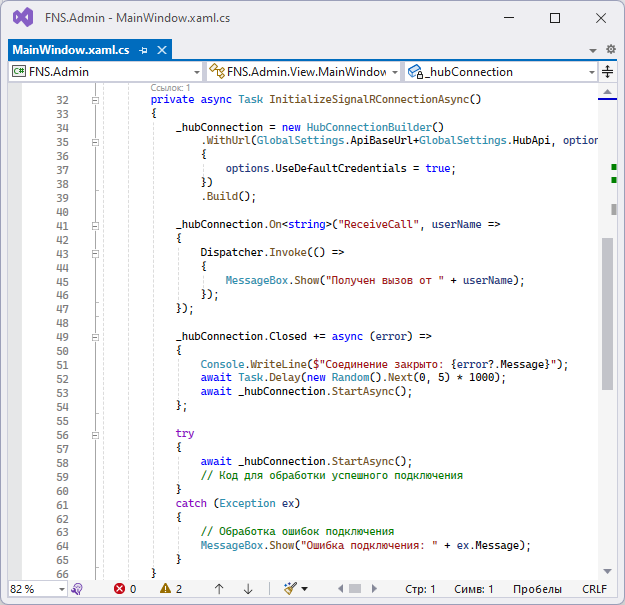 FNS.Admin - MainWindow.xaml.cs
MainWindow.xaml.cs
FNS.Admin
FNS.Admin.View.MainWindow
_hubConnection
Ссылок: 1
32 private async Task InitializeSignalRConnectionAsync()
33 {
34 _hubConnection = new HubConnectionBuilder()
35 .WithUrl(GlobalSettings.ApiBaseUrl+GlobalSettings.HubApi, option
36 {
37 options.UseDefaultCredentials = true;
38 })
39 .Build();
40
41 _hubConnection.On<string>("ReceiveCall", userName =>
42 {
43 Dispatcher.Invoke(() =>
44 {
45 MessageBox.Show("Получен вызов от " + userName);
46 });
47 });
48
49 _hubConnection.Closed += async (error) =>
50 {
51 Console.WriteLine($"Соединение закрыто: {error?.Message}");
52 await Task.Delay(new Random().Next(0, 5) * 1000);
53 await _hubConnection.StartAsync();
54 };
55
56 try
57 {
58 await _hubConnection.StartAsync();
59 // Код для обработки успешного подключения
60 }
61 catch (Exception ex)
62 {
63 // Обработка ошибок подключения
64 MessageBox.Show("Ошибка подключения: " + ex.Message);
65 }
66 }
82 % 0 2 Стр: 1 Симв: 1 Пробелы CRLF